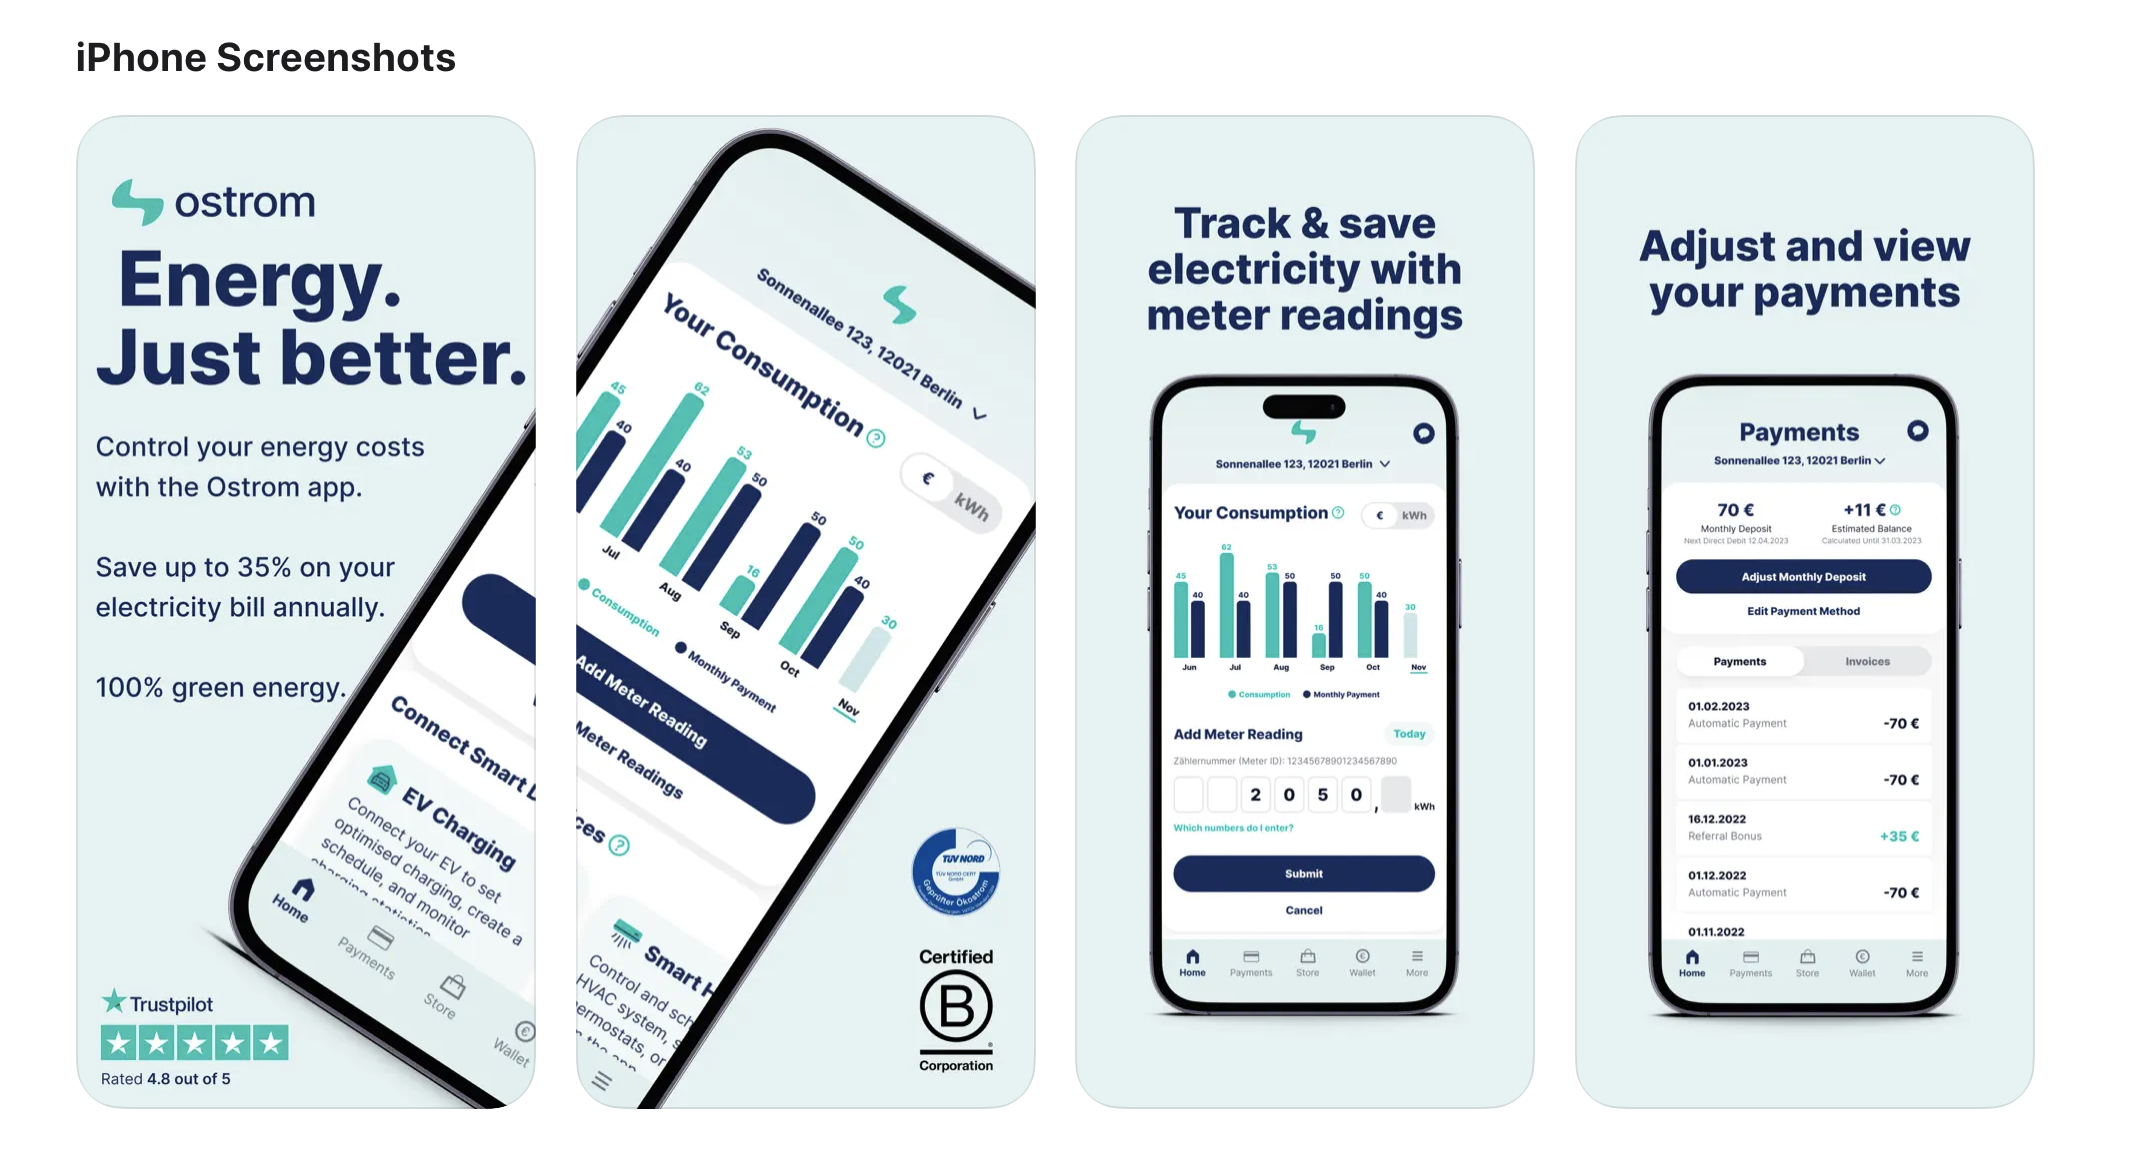 iPhone Screenshots
ostrom
Energy.
Just better.
Control your energy costs
with the Ostrom app.
Save up to 35% on your
electricity bill annually.
100% green energy.
Connect Smart
EV Charging
Connect your EV to set
optimised charging, create a
schedule, and monitor
Home
Payments
Store
Wallet
Trustpilot
Rated 4.8 out of 5
Sonnenallee 123, 12021 Berlin
Your Consumption ?
€ kWh
45 40 62 40 53 50 16 50 50 40 30
Jul Aug Sep Oct Nov
Consumption Monthly Payment
Add Meter Reading
Meter Readings
?
Smart
Control and
HVAC system,
or
TÜV NORD
TÜV NORD CERT
GmbH
Geprüfter Ökostrom
Certified
B
Corporation
Track & save
electricity with
meter readings
Sonnenallee 123, 12021 Berlin
Your Consumption ?
€ kWh
45 40 62 40 53 50 16 50 50 40 30
Jun Jul Aug Sep Oct Nov
Consumption Monthly Payment
Add Meter Reading Today
Zählernummer (Meter ID): 12345678901234567890
2 0 5 0 , kWh
Which numbers do I enter?
Submit
Cancel
Home Payments Store Wallet More
Adjust and view
your payments
Payments
Sonnenallee 123, 12021 Berlin
70 € +11 € ?
Monthly Deposit Estimated Balance
Next Direct Debit 12.04.2023 Calculated Until 31.03.2023
Adjust Monthly Deposit
Edit Payment Method
Payments Invoices
01.02.2023
Automatic Payment -70 €
01.01.2023
Automatic Payment -70 €
16.12.2022
Referral Bonus +35 €
01.12.2022
Automatic Payment -70 €
01.11.2022
Home Payments Store Wallet More